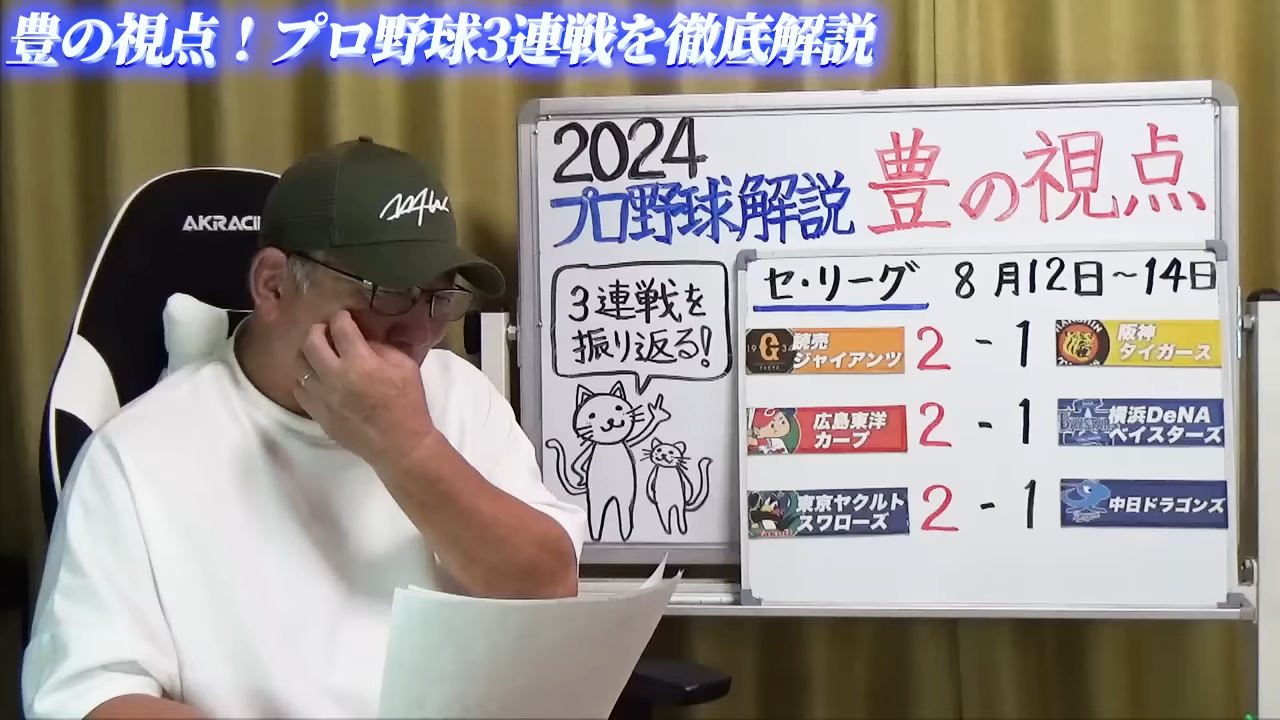 豊の視点！プロ野球3連戦を徹底解説
AKRACI
2024
プロ野球解説 豊の視点
3連戦を
振り返る!
セ・リーグ 8月12日~14日
読売
ジャイアンツ
2 - 1
阪神
タイガース
広島東洋
カープ
2 - 1
横浜DeNA
ベイスターズ
東京ヤクルト
スワローズ
2 - 1
中日ドラゴンズ